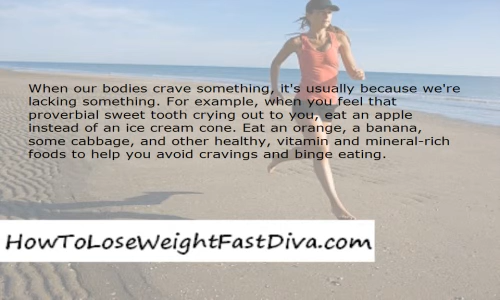 When our bodies crave something, it's usually because we're
lacking something. For example, when you feel that
proverbial sweet tooth crying out to you, eat an apple
instead of an ice cream cone. Eat an orange, a banana,
some cabbage, and other healthy, vitamin and mineral-rich
foods to help you avoid cravings and binge eating.
HowToLoseWeightFastDiva.com